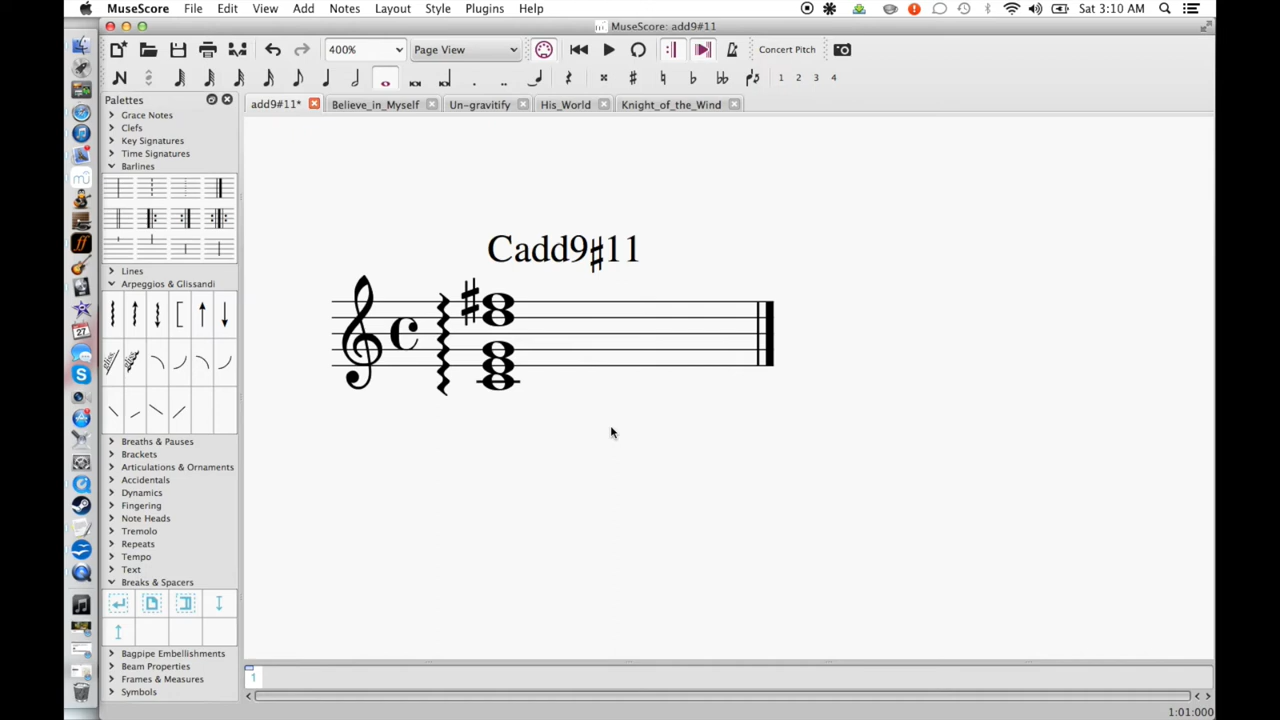 MuseScore File Edit View Add Notes Layout Style Plugins Help Sat 3:10 AM
MuseScore: add9#11
400% Page View Concert Pitch
1 2 3 4
Palettes
add9#11* Believe_in_Myself Un-gravitify His_World Knight_of_the_Wind
Grace Notes
Clefs
Key Signatures
Time Signatures
Barlines
Lines
Arpeggios & Glissandi
Cadd9♯11
Breaths & Pauses
Brackets
Articulations & Ornaments
Accidentals
Dynamics
Fingering
Note Heads
Tremolo
Repeats
Tempo
Text
Breaks & Spacers
Bagpipe Embellishments
Beam Properties
Frames & Measures
Symbols
1
1:01:000